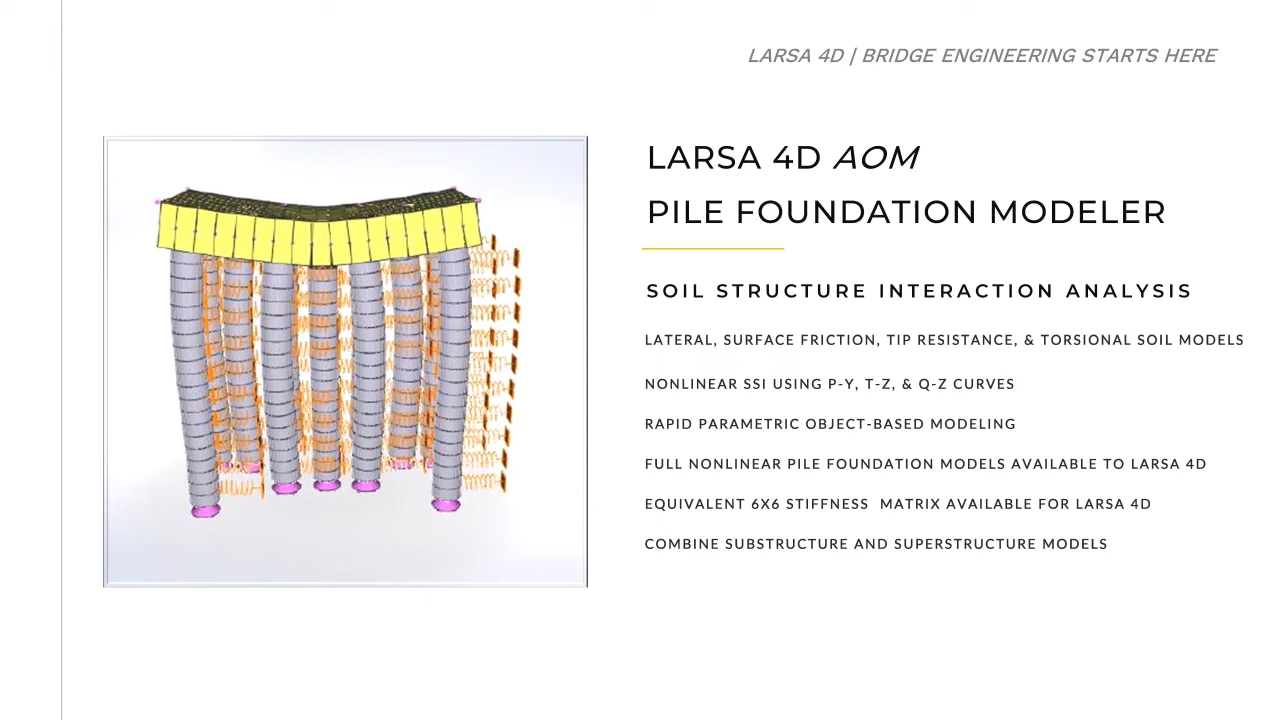 LARSA 4D | BRIDGE ENGINEERING STARTS HERE
LARSA 4D AOM
PILE FOUNDATION MODELER
SOIL STRUCTURE INTERACTION ANALYSIS
LATERAL, SURFACE FRICTION, TIP RESISTANCE, & TORSIONAL SOIL MODELS
NONLINEAR SSI USING P-Y, T-Z, & Q-Z CURVES
RAPID PARAMETRIC OBJECT-BASED MODELING
FULL NONLINEAR PILE FOUNDATION MODELS AVAILABLE TO LARSA 4D
EQUIVALENT 6X6 STIFFNESS  MATRIX AVAILABLE FOR LARSA 4D
COMBINE SUBSTRUCTURE AND SUPERSTRUCTURE MODELS